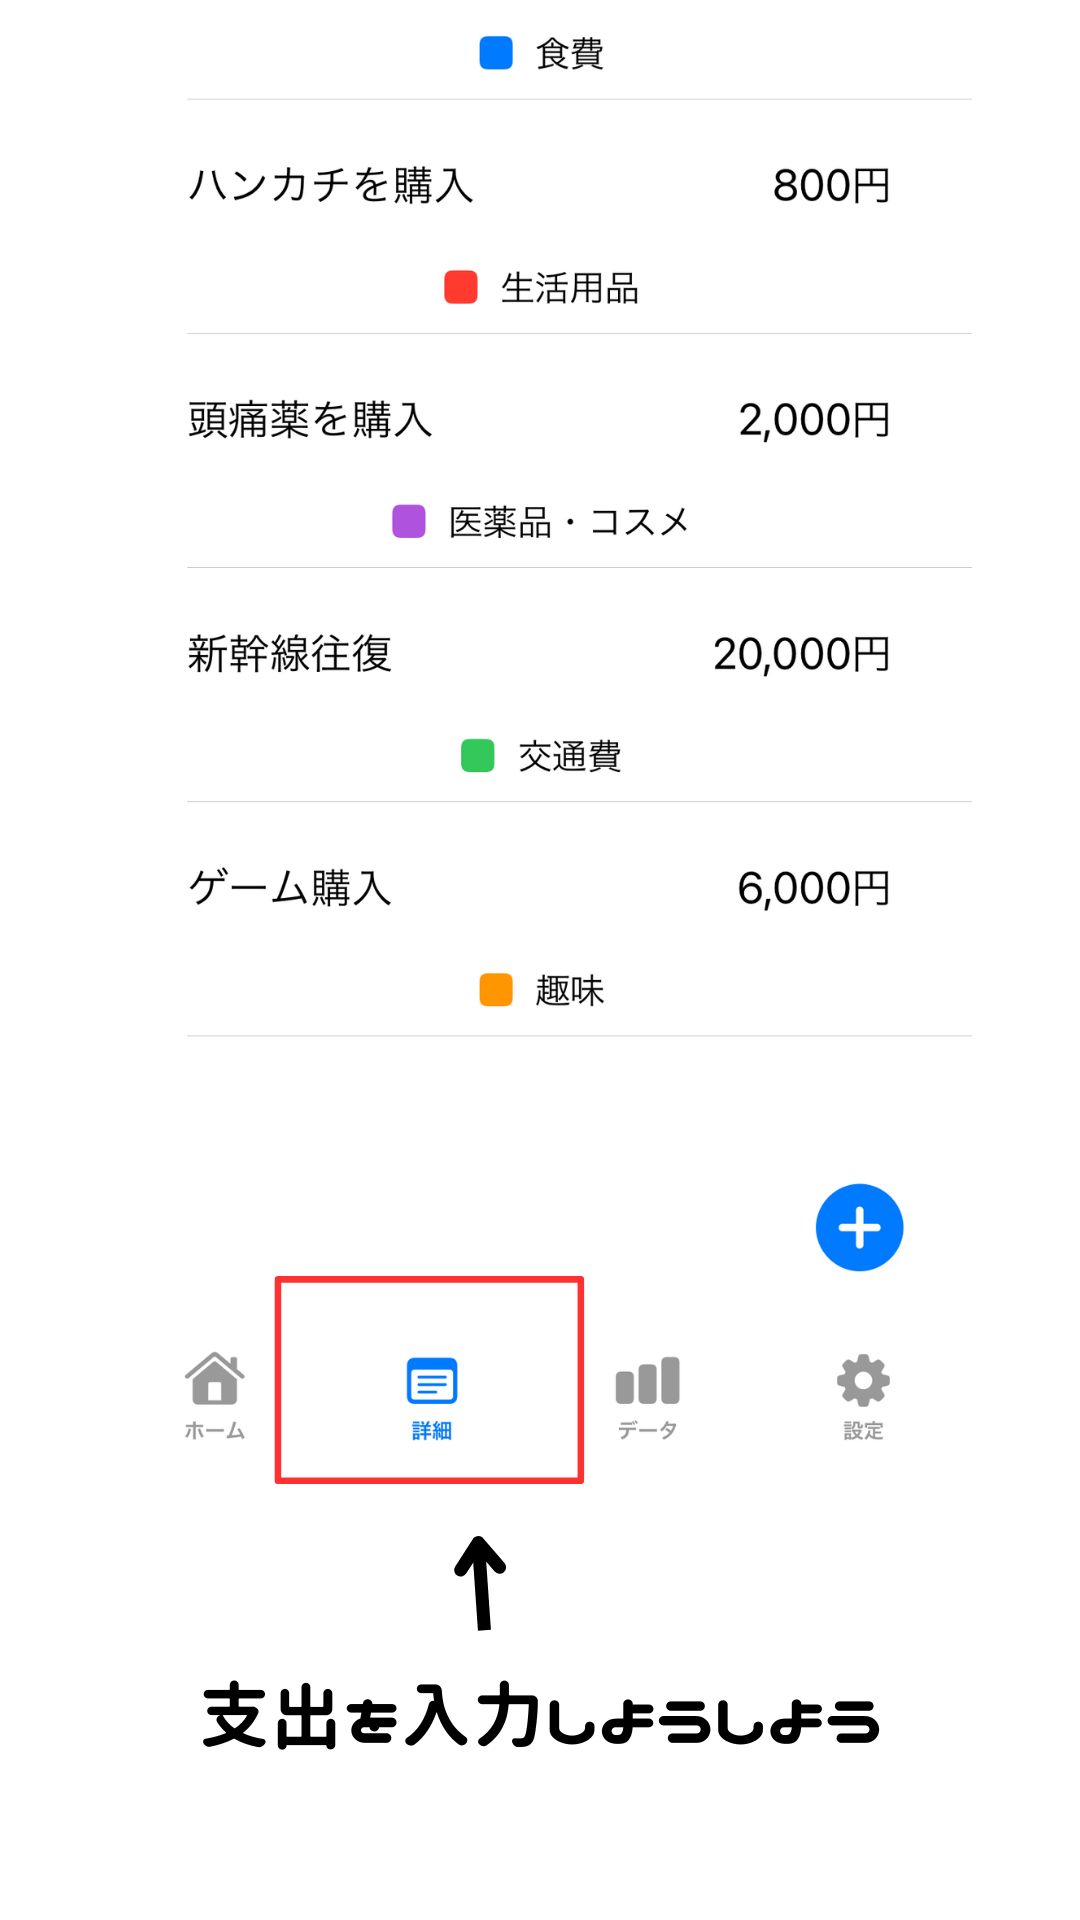 食費
ハンカチを購入 800円
生活用品
頭痛薬を購入 2,000円
医薬品・コスメ
新幹線往復 20,000円
交通費
ゲーム購入 6,000円
趣味
ホーム 詳細 データ 設定
支出を入力しようしよう